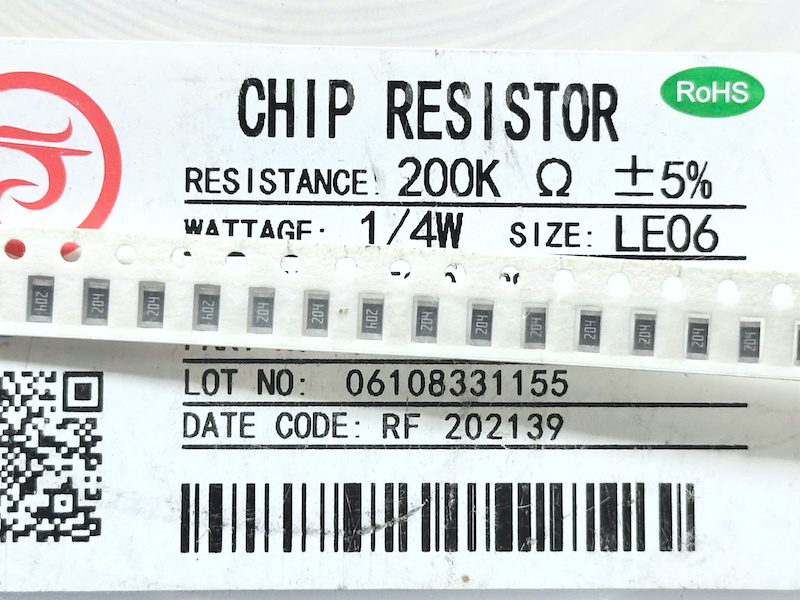 CHIP RESISTOR
RoHS
RESISTANCE: 200K Ω ±5%
WATTAGE: 1/4W SIZE: LE06
204 204 204 204 204 204 204 204 204 204 204 204 204 204
LOT NO: 06108331155
DATE CODE: RF 202139